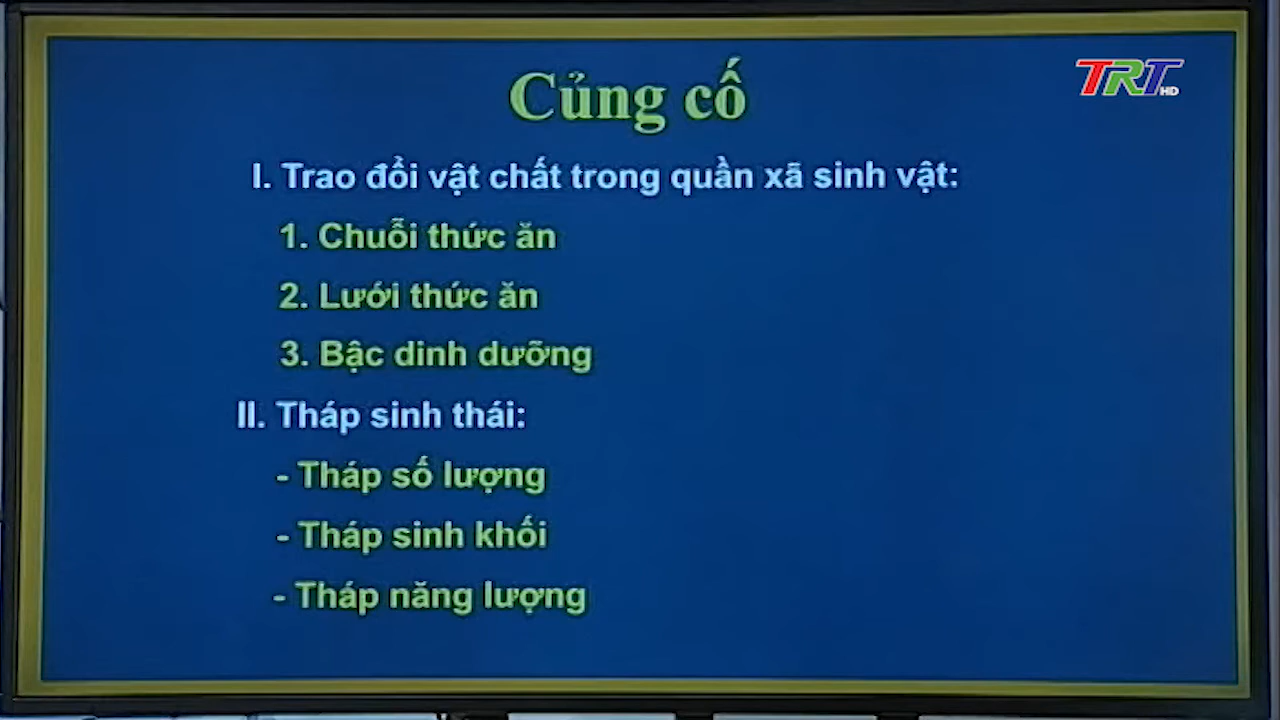 Củng cố
TRT HD
I. Trao đổi vật chất trong quần xã sinh vật:
1. Chuỗi thức ăn
2. Lưới thức ăn
3. Bậc dinh dưỡng
II. Tháp sinh thái:
- Tháp số lượng
- Tháp sinh khối
- Tháp năng lượng